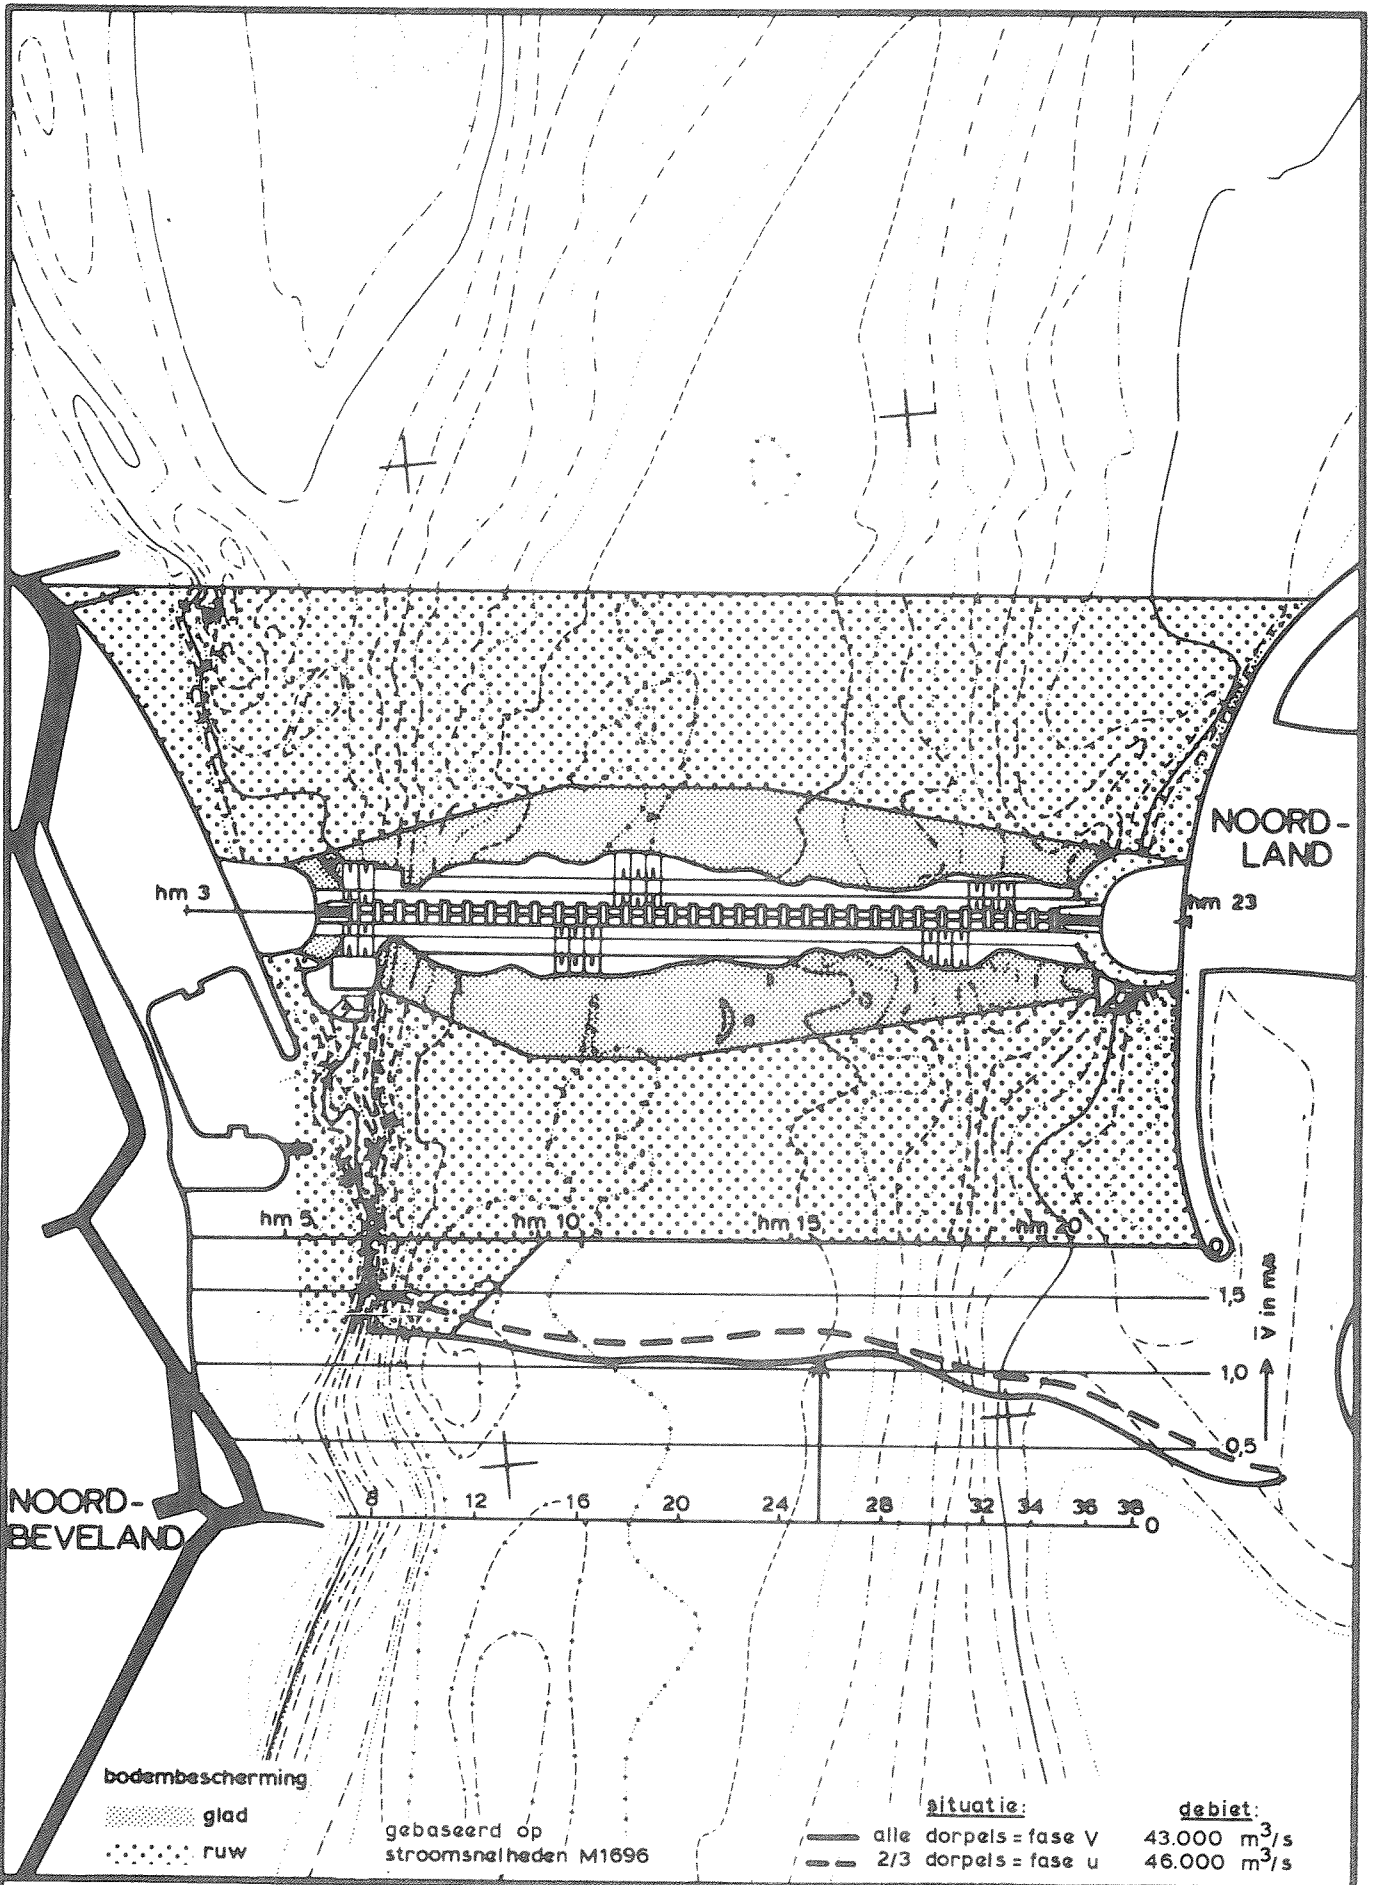 NOORD-
LAND
hm 3
hm 23
hm 5
hm 10
hm 15
hm 20
1,5
V̅ in m/s
1,0
0,5
8 12 16 20 24 28 32 34 36 38
0
NOORD-
BEVELAND
bodembescherming
glad
ruw
gebaseerd op
stroomsnelheden M1696
situatie: debiet:
alle dorpels = fase V 43.000 m³/s
2/3 dorpels = fase u 46.000 m³/s